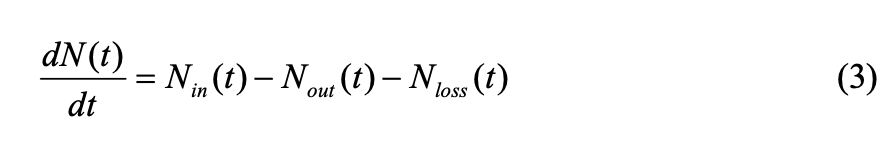 dN(t)/dt = N_in(t) − N_out(t) − N_loss(t) (3)